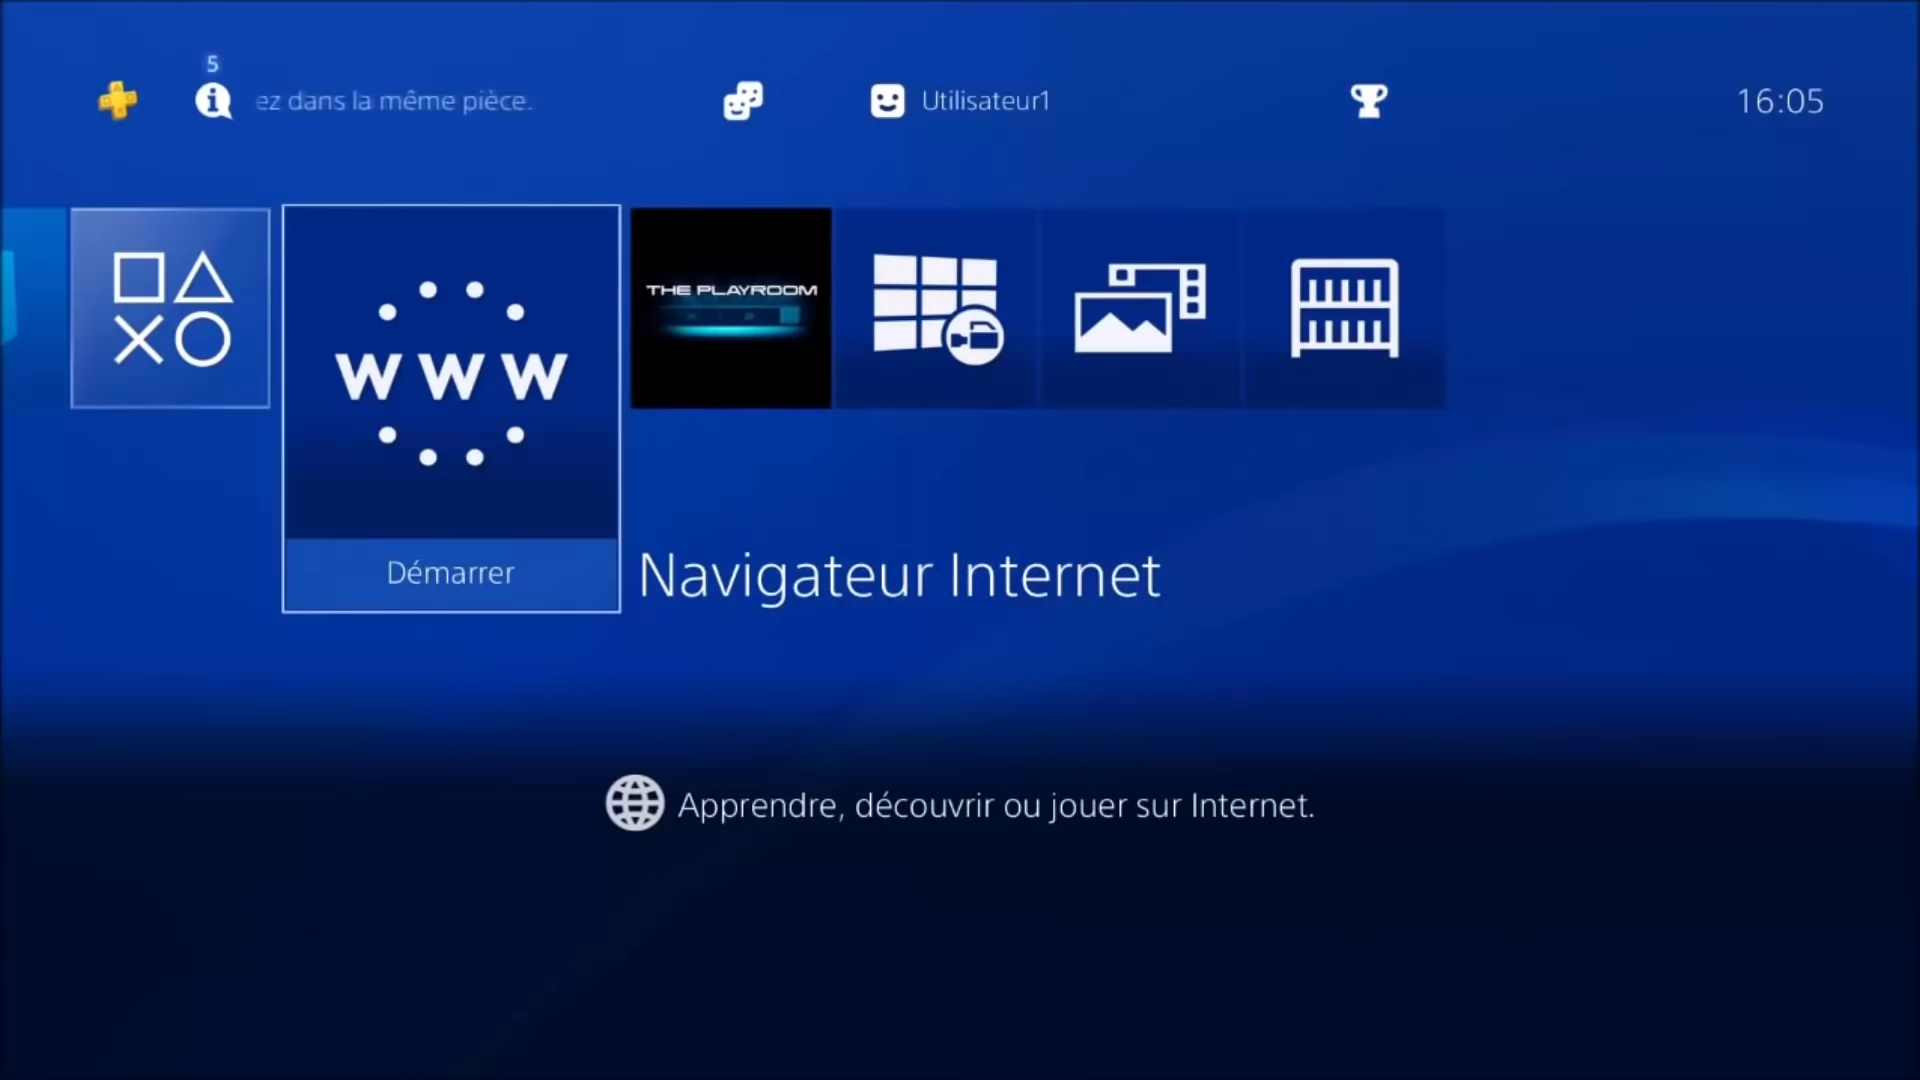 5
ez dans la même pièce.
Utilisateur1
16:05
www
THE PLAYROOM
Démarrer
Navigateur Internet
Apprendre, découvrir ou jouer sur Internet.